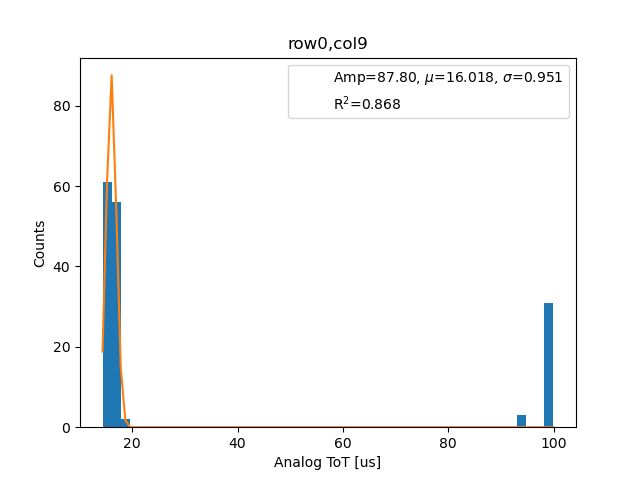 row0,col9
Amp=87.80, μ=16.018, σ=0.951
R²=0.868
80
60
40
20
0
Counts
20 40 60 80 100
Analog ToT [us]